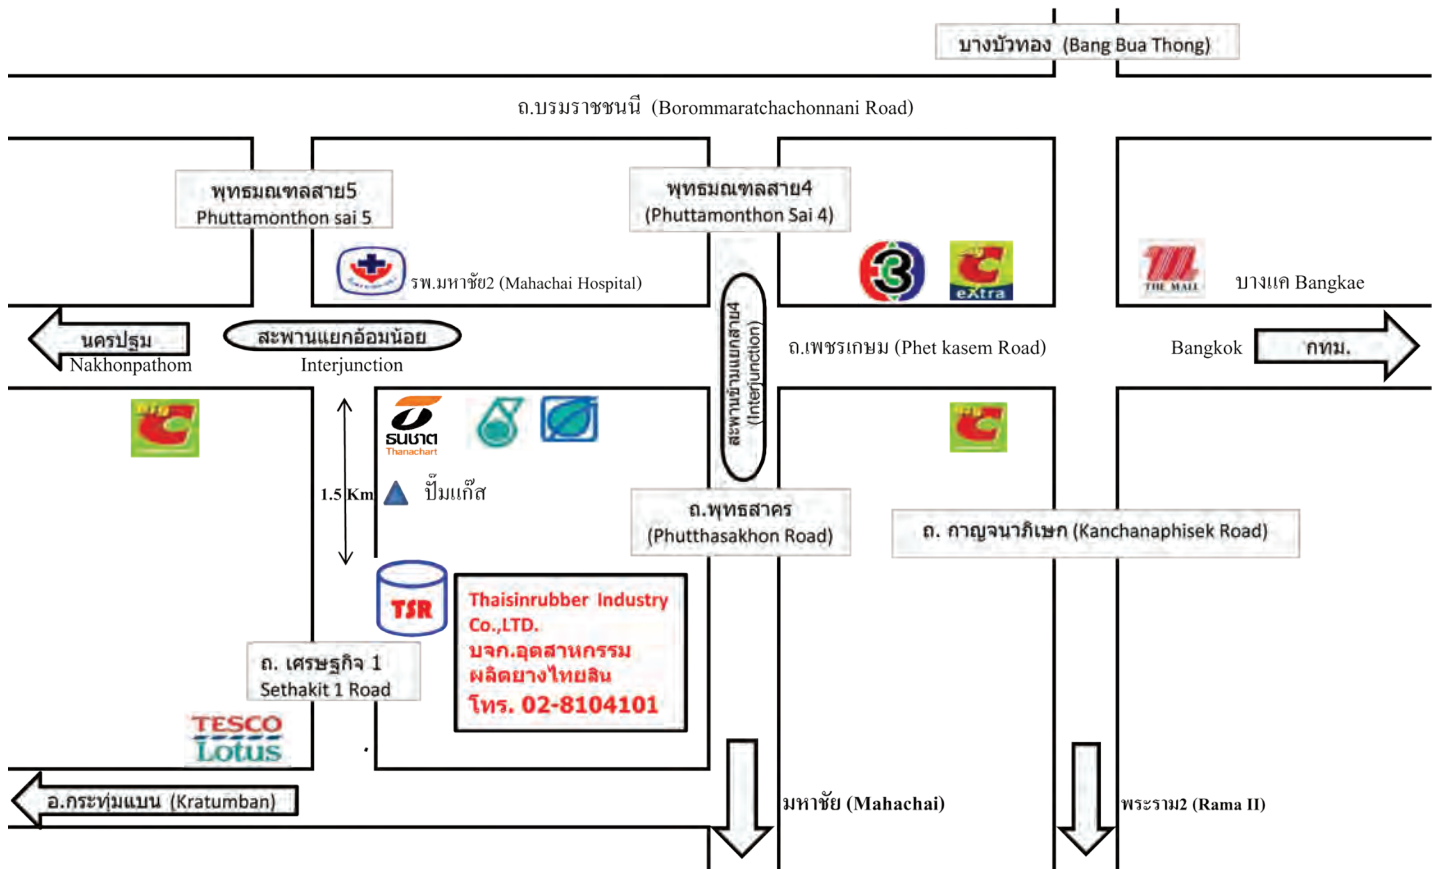 บางบัวทอง (Bang Bua Thong)
ถ.บรมราชชนนี (Borommaratchachonnani Road)
พุทธมณฑลสาย5
Phuttamonthon sai 5
พุทธมณฑลสาย4
(Phuttamonthon Sai 4)
รพ.มหาชัย2 (Mahachai Hospital)
3
C
eXtra
THE MALL
บางแค Bangkae
นครปฐม
Nakhonpathom
สะพานแยกอ้อมน้อย
Interjunction
สะพานข้ามแยกสาย4
(Interjunction)
ถ.เพชรเกษม (Phet kasem Road)
Bangkok
กทม.
Big
C
ธนชาต
Thanachart
Big
C
1.5 Km
ปั๊มแก๊ส
ถ.พุทธสาคร
(Phutthasakhon Road)
ถ. กาญจนาภิเษก (Kanchanaphisek Road)
TSR
Thaisinrubber Industry
Co.,LTD.
บจก.อุตสาหกรรม
ผลิตยางไทยสิน
โทร. 02-8104101
ถ. เศรษฐกิจ 1
Sethakit 1 Road
TESCO
Lotus
อ.กระทุ่มแบน (Kratumban)
มหาชัย (Mahachai)
พระราม2 (Rama II)